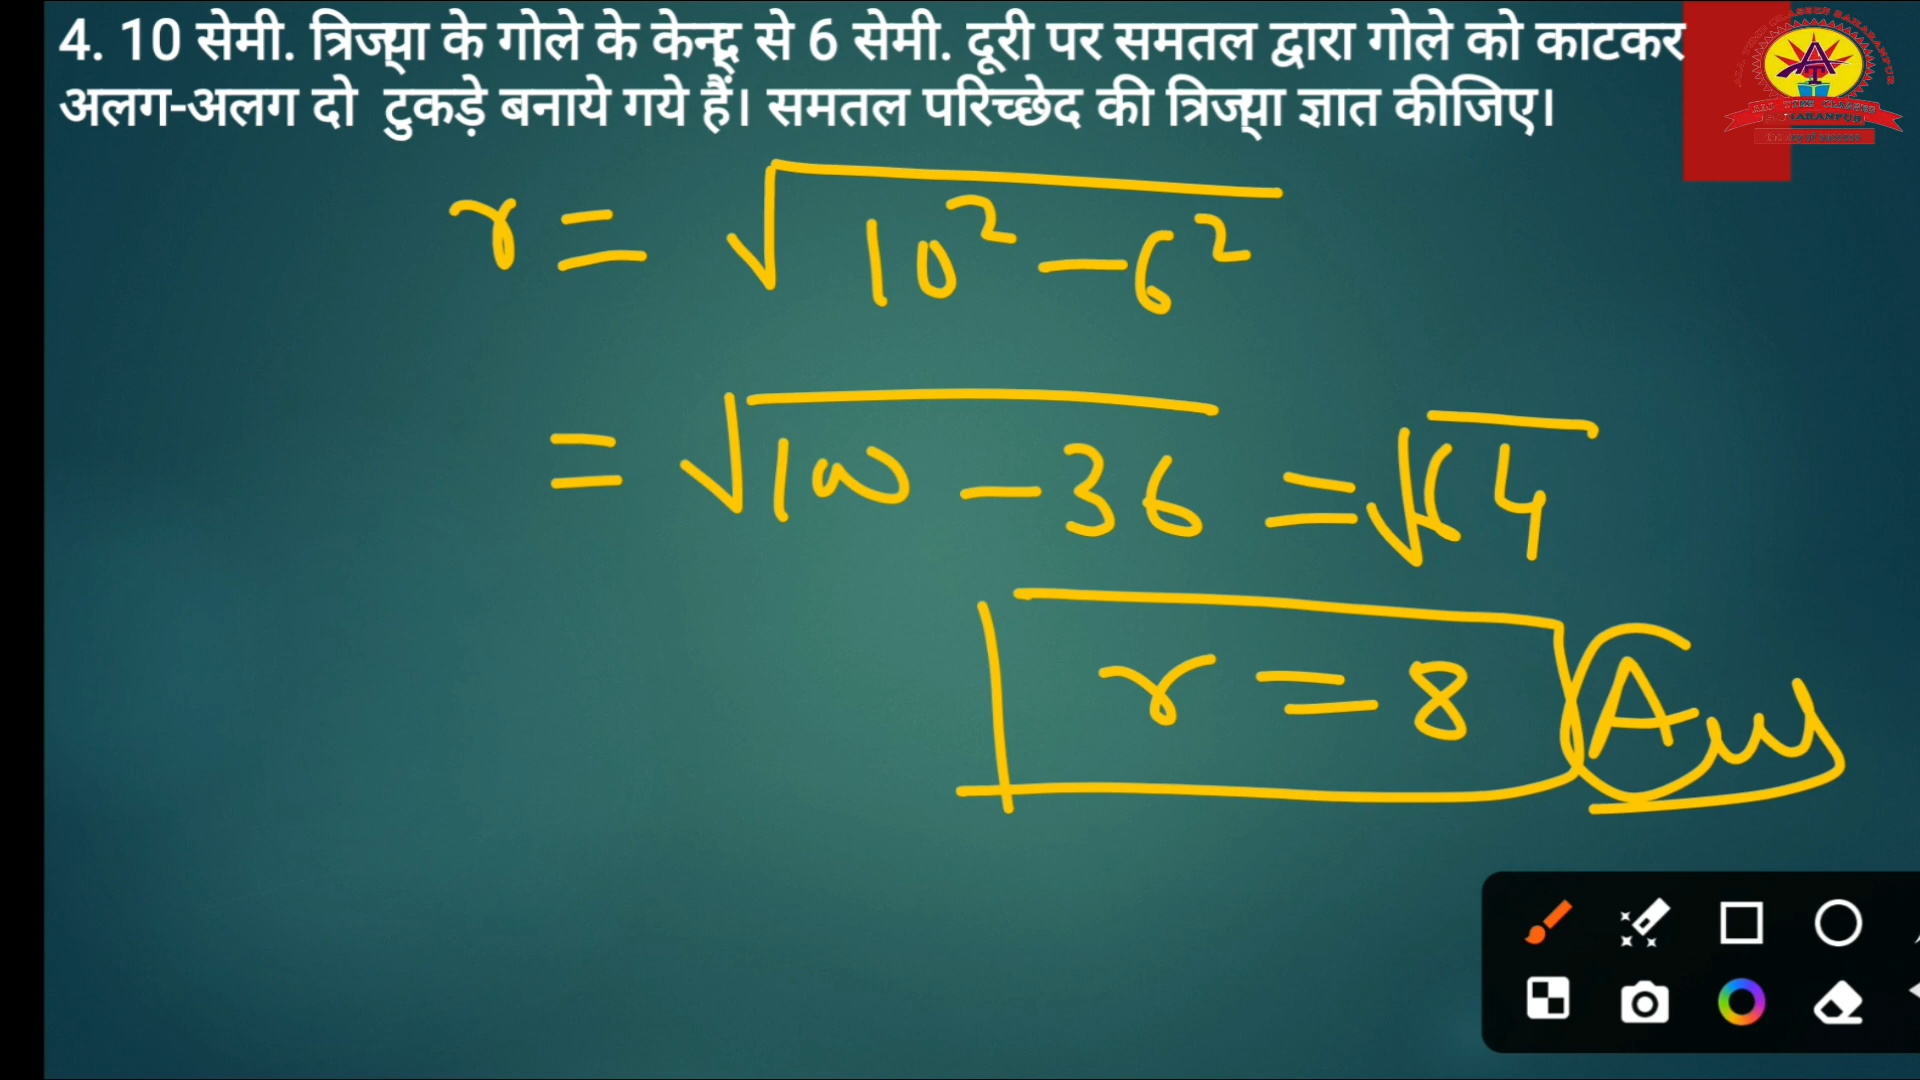 4. 10 सेमी. त्रिज्या के गोले के केन्द्र से 6 सेमी. दूरी पर समतल द्वारा गोले को काटकर
अलग-अलग दो टुकड़े बनाये गये हैं। समतल परिच्छेद की त्रिज्या ज्ञात कीजिए।
r = √10² – 6²
= √100 – 36 = √64
r = 8 Ans